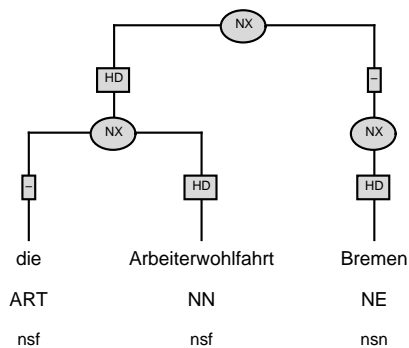 NX
HD –
NX NX
– HD HD
die Arbeiterwohlfahrt Bremen
ART NN NE
nsf nsf nsn